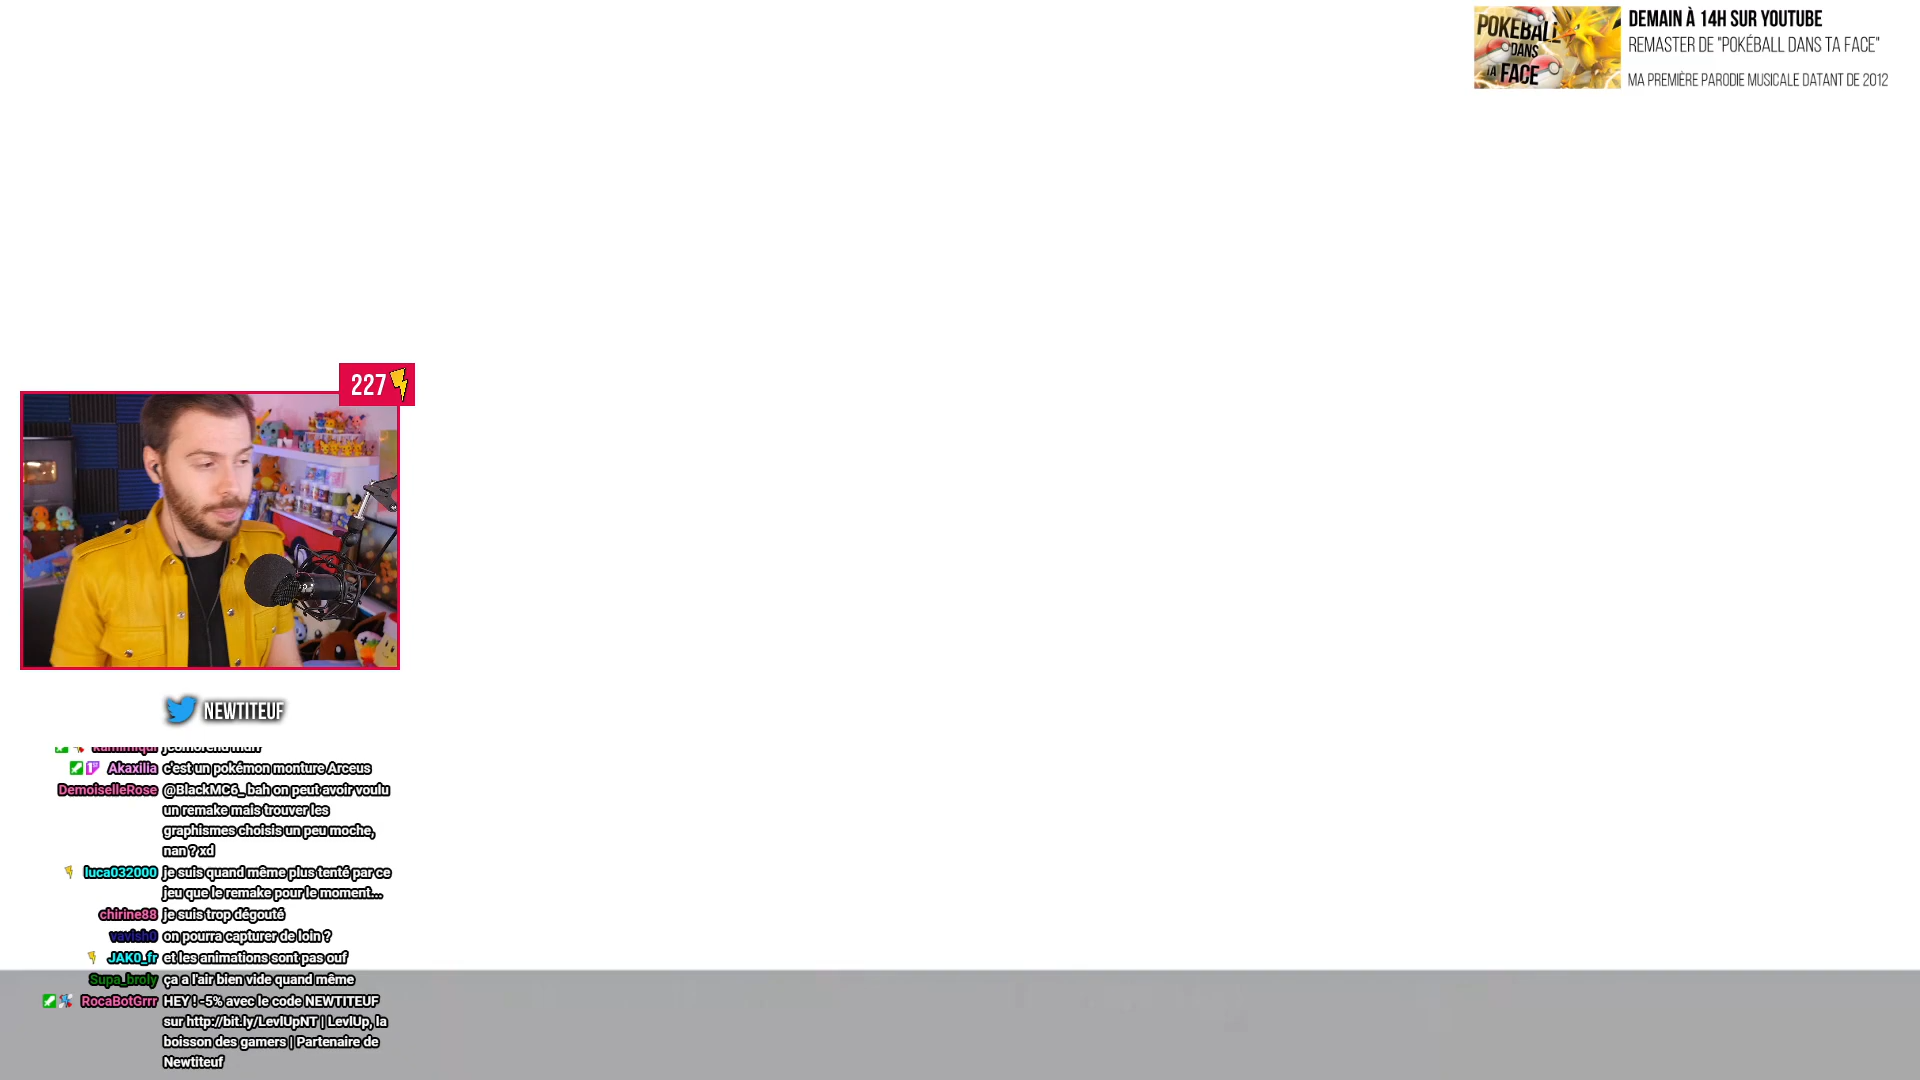 POKÉBALL
DANS
TA FACE
DEMAIN À 14H SUR YOUTUBE
REMASTER DE "POKÉBALL DANS TA FACE"
MA PREMIÈRE PARODIE MUSICALE DATANT DE 2012
227
NEWTITEUF
Akaxilia c'est un pokémon monture Arceus
DemoiselleRose @BlackMC6_ bah on peut avoir voulu
un remake mais trouver les
graphismes choisis un peu moche,
nan ? xd
luca032000 je suis quand même plus tenté par ce
jeu que le remake pour le moment...
chirine88 je suis trop dégouté
vavish0 on pourra capturer de loin ?
JAK0_fr et les animations sont pas ouf
Supa_broly ça a l'air bien vide quand même
RocaBotGrrr HEY ! -5% avec le code NEWTITEUF
sur http://bit.ly/LevlUpNT | LevlUp, la
boisson des gamers | Partenaire de
Newtiteuf